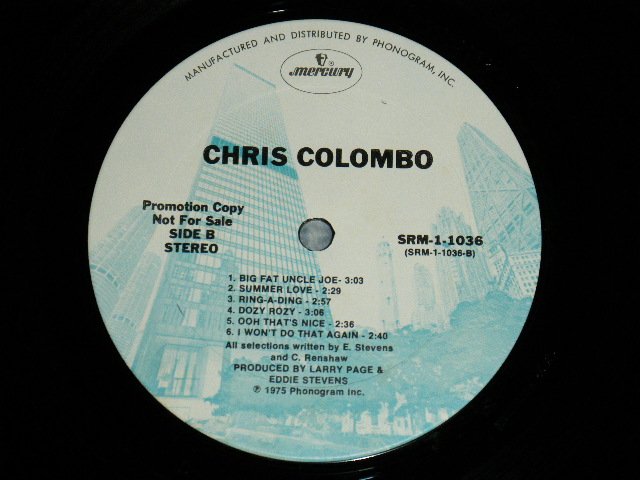 MANUFACTURED AND DISTRIBUTED BY PHONOGRAM, INC.
mercury
CHRIS COLOMBO
Promotion Copy
Not For Sale
SIDE B
STEREO
SRM-1-1036
(SRM-1-1036-B)
1. BIG FAT UNCLE JOE- 3:03
2. SUMMER LOVE - 2:29
3. RING-A-DING - 2:57
4. DOZY ROZY - 3:06
5. OOH THAT'S NICE - 2:36
6. I WON'T DO THAT AGAIN - 2:40
All selections written by E. Stevens
and C. Renshaw
PRODUCED BY LARRY PAGE &
EDDIE STEVENS
℗ 1975 Phonogram Inc.